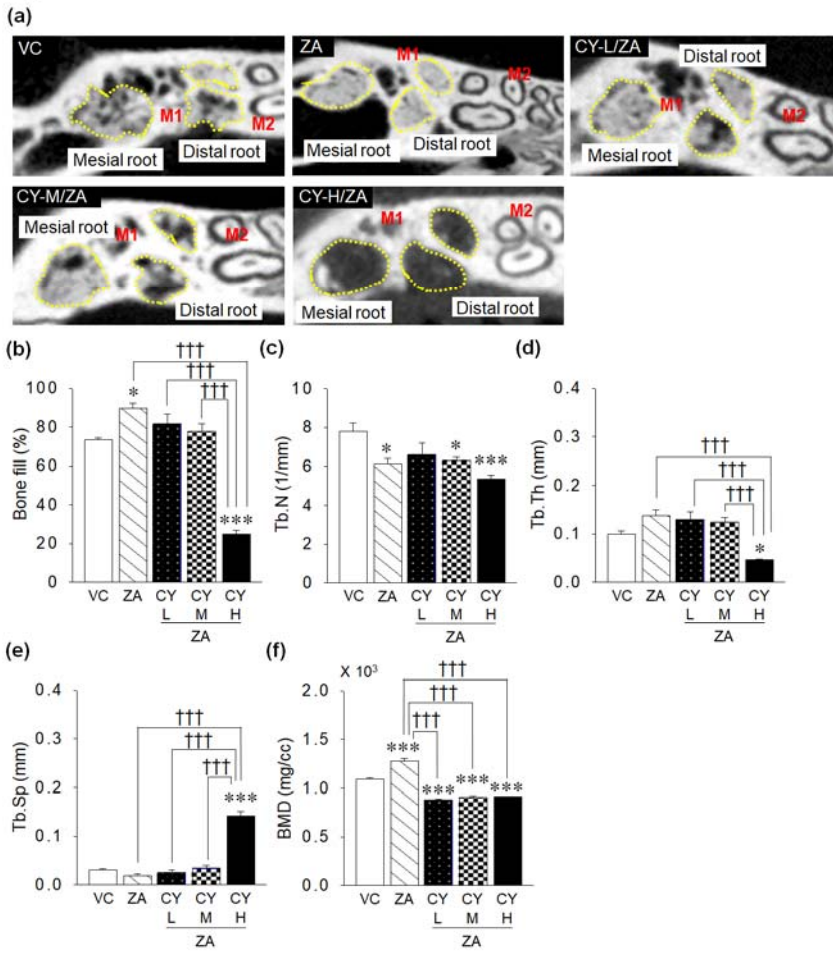 (a)
VC
M1
M2
Mesial root
Distal root
ZA
M1
M2
Mesial root
Distal root
CY-L/ZA
Distal root
M1
M2
Mesial root
CY-M/ZA
Mesial root
M1
M2
Distal root
CY-H/ZA
M1
M2
Mesial root
Distal root
(b)
Bone fill (%)
100
80
60
40
20
0
*
†††
†††
†††
***
VC ZA CY CY CY
L M H
ZA
(c)
Tb.N (1/mm)
10
8
6
4
2
0
*
*
***
VC ZA CY CY CY
L M H
ZA
(d)
Tb.Th (mm)
0.4
0.3
0.2
0.1
0.0
†††
†††
†††
*
VC ZA CY CY CY
L M H
ZA
(e)
Tb.Sp (mm)
0.4
0.3
0.2
0.1
0.0
†††
†††
†††
***
VC ZA CY CY CY
L M H
ZA
(f)
X 10³
BMD (mg/cc)
2.0
1.5
1.0
0.5
0.0
†††
†††
†††
***
***
***
***
VC ZA CY CY CY
L M H
ZA